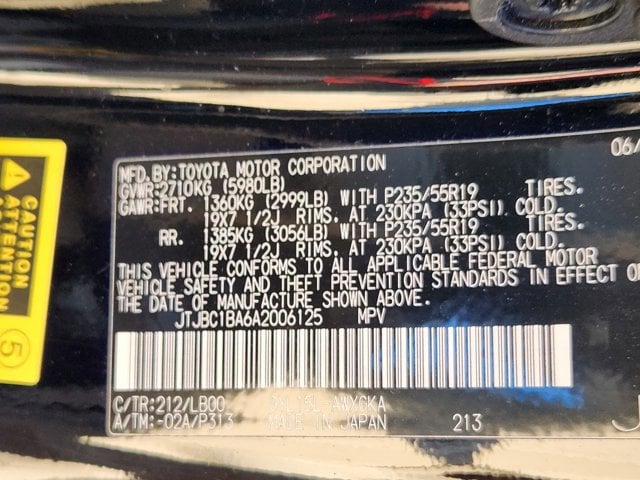 MFD. BY: TOYOTA MOTOR CORPORATION 06/
GVWR: 2710KG (5980LB)
GAWR: FRT. 1360KG (2999LB) WITH P235/55R19 TIRES.
19X7 1/2J RIMS. AT 230KPA (33PSI) COLD.
RR. 1385KG (3056LB) WITH P235/55R19 TIRES.
19X7 1/2J RIMS. AT 230KPA (33PSI) COLD.
THIS VEHICLE CONFORMS TO ALL APPLICABLE FEDERAL MOTOR
VEHICLE SAFETY AND THEFT PREVENTION STANDARDS IN EFFECT O
THE DATE OF MANUFACTURE SHOWN ABOVE.
JTJBC1BA6A2006125 MPV
C/TR: 212/LB00 -AWXGKA
A/TM: -02A/P313 MADE IN JAPAN 213
CAUTION
ATTENTION
5